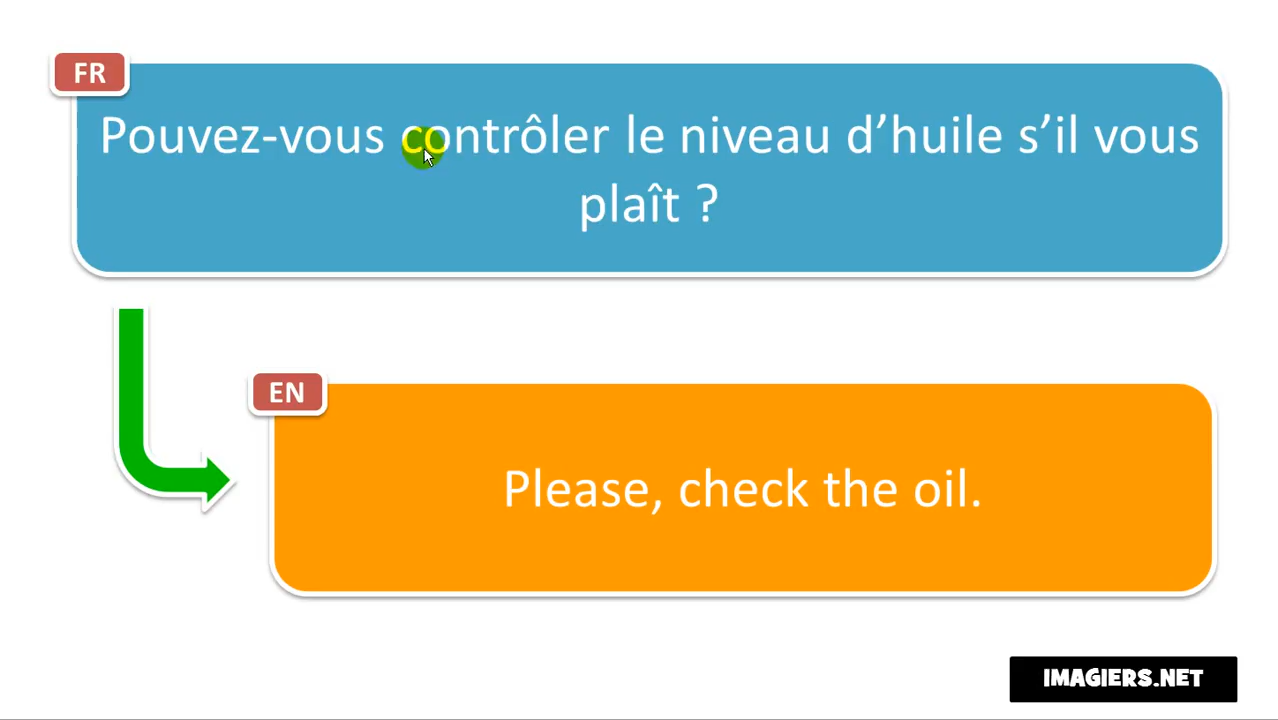 FR
Pouvez-vous contrôler le niveau d’huile s’il vous
plaît ?
EN
Please, check the oil.
IMAGIERS.NET